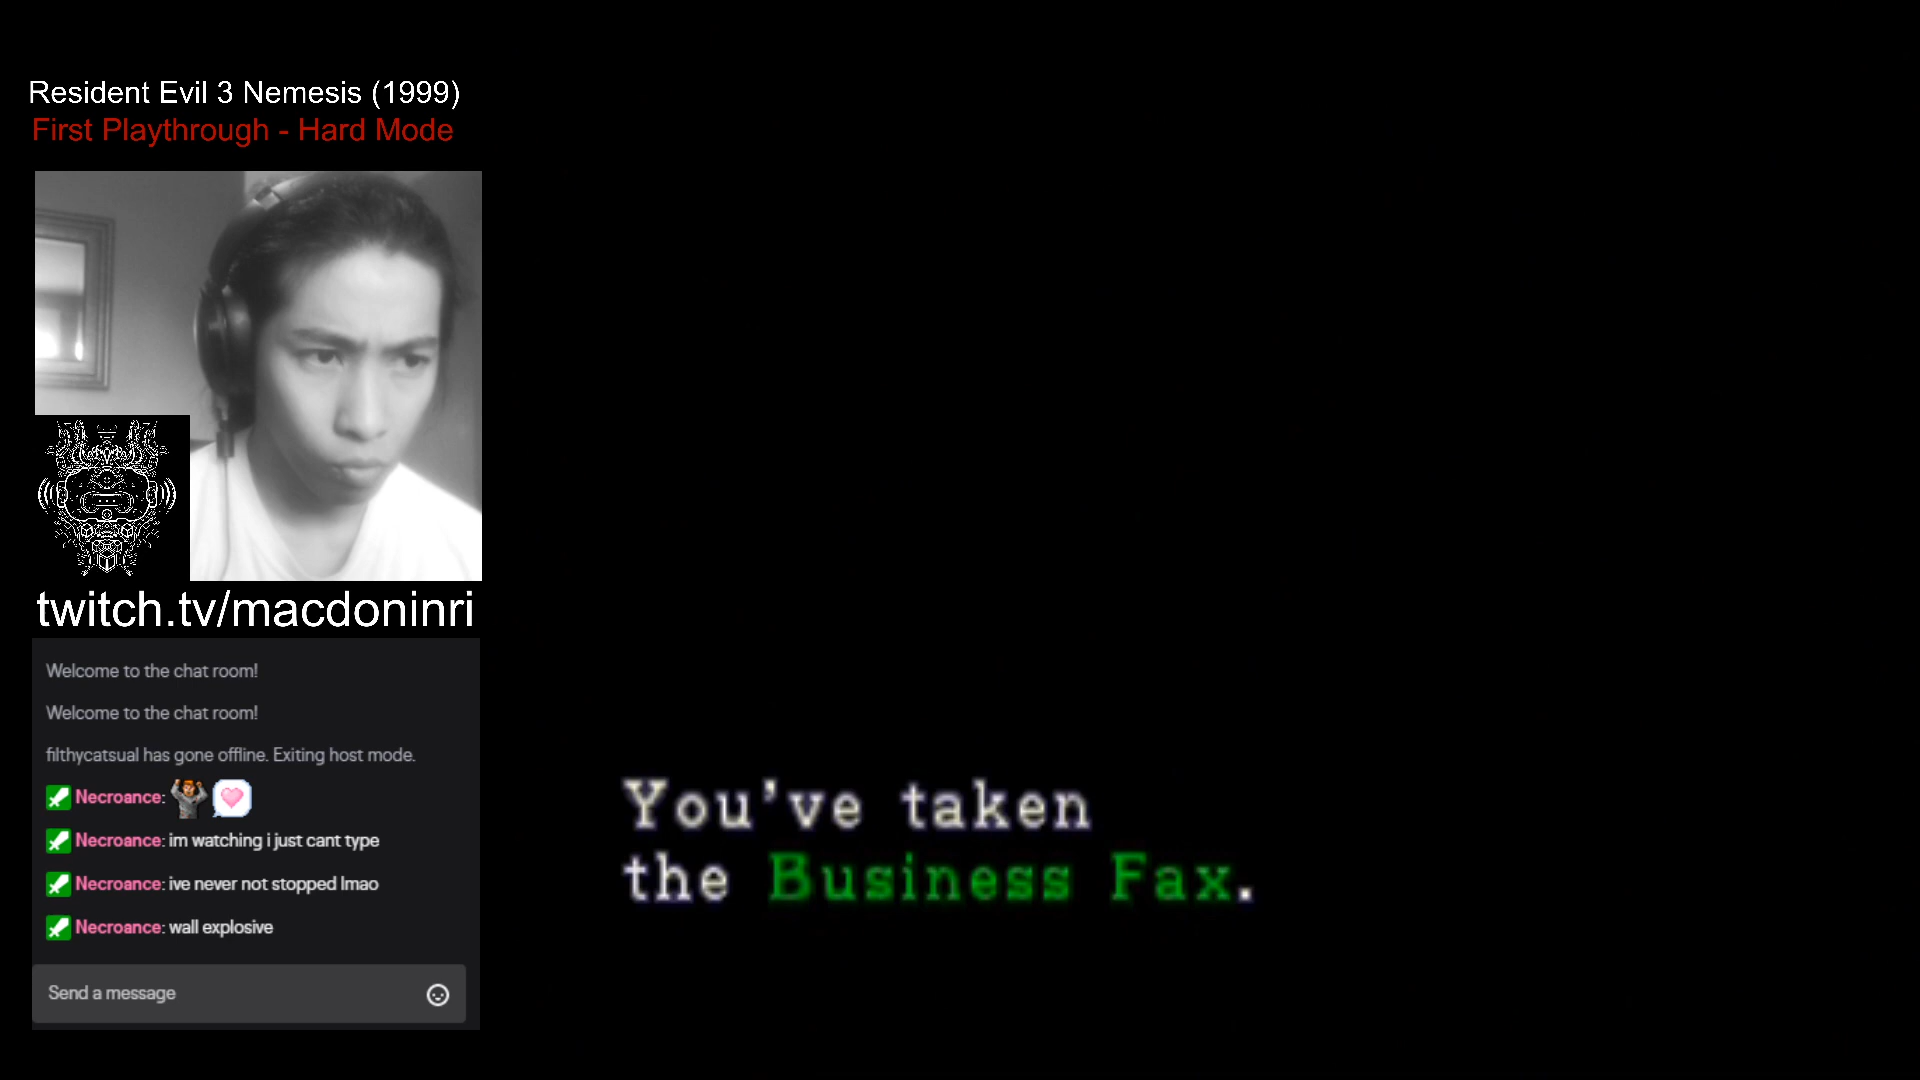 Resident Evil 3 Nemesis (1999)
First Playthrough - Hard Mode
twitch.tv/macdoninri
Welcome to the chat room!
Welcome to the chat room!
filthycatsual has gone offline. Exiting host mode.
Necroance:
Necroance: im watching i just cant type
Necroance: ive never not stopped lmao
Necroance: wall explosive
Send a message
You've taken
the Business Fax.